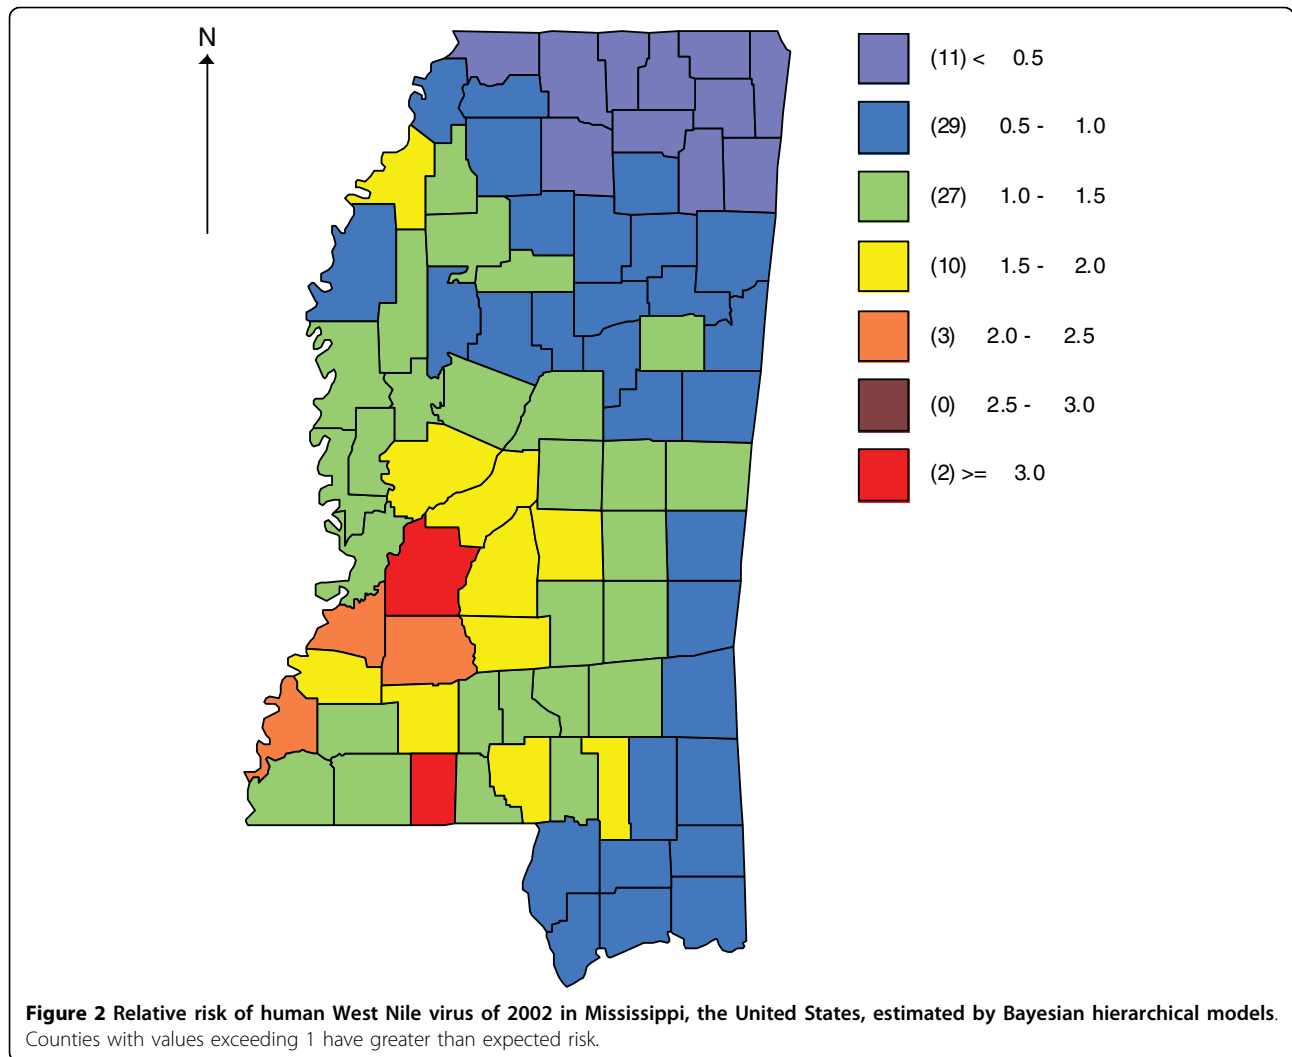 N
(11) < 0.5
(29) 0.5 - 1.0
(27) 1.0 - 1.5
(10) 1.5 - 2.0
(3) 2.0 - 2.5
(0) 2.5 - 3.0
(2) >= 3.0
Figure 2 Relative risk of human West Nile virus of 2002 in Mississippi, the United States, estimated by Bayesian hierarchical models.
Counties with values exceeding 1 have greater than expected risk.